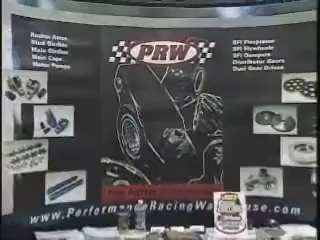 Rocker Arms
Stud Girdles
Main Girdles
Main Caps
Water Pumps
PRW
SFI Flexplates
SFI Flywheels
SFI Dampers
Distributor Gears
Dual Gear Drives
www.PerformanceRacingWarehouse.com